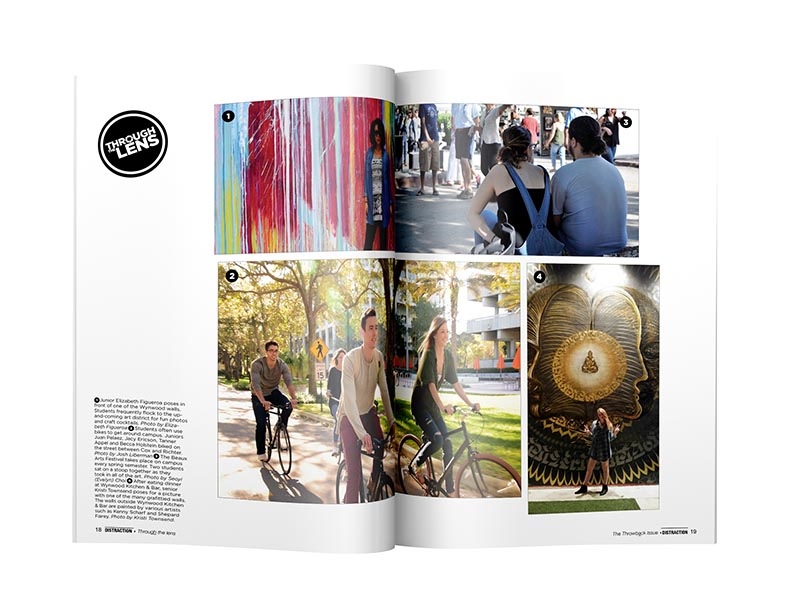 THROUGH
THE
LENS
1
3
2
4
1 Junior Elizabeth Figueroa poses in
front of one of the Wynwood walls.
Students frequently flock to the up-
and-coming art district for fun photos
and craft cocktails. Photo by Eliza-
beth Figueroa 2 Students often use
bikes to get around campus. Juniors
Juan Pelaez, Jacy Ericson, Tanner
Appel and Becca Holstein biked on
the street between Cox and Richter.
Photo by Josh Liberman 3 The Beaux
Arts Festival takes place on campus
every spring semester. Two students
sat on a stoop together as they
took in all of the art. Photo by Seoyi
(Evelyn) Choi 4 After eating dinner
at Wynwood Kitchen & Bar, senior
Kristi Townsend poses for a picture
with one of the many graffitied walls.
The walls outside Wynwood Kitchen
& Bar are painted by various artists
such as Kenny Scharf and Shepard
Fairey. Photo by Kristi Townsend.
18 DISTRACTION • Through the lens
The Throwback Issue • DISTRACTION 19